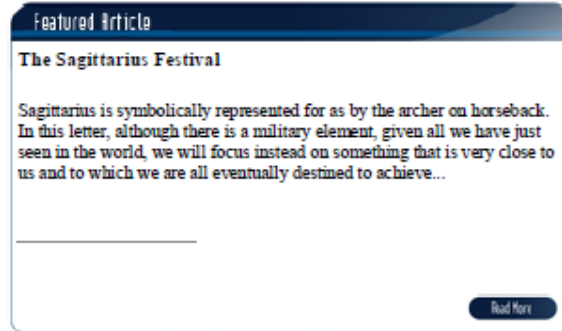 Featured Article
The Sagittarius Festival
Sagittarius is symbolically represented for as by the archer on horseback.
In this letter, although there is a military element, given all we have just
seen in the world, we will focus instead on something that is very close to
us and to which we are all eventually destined to achieve...
Read More